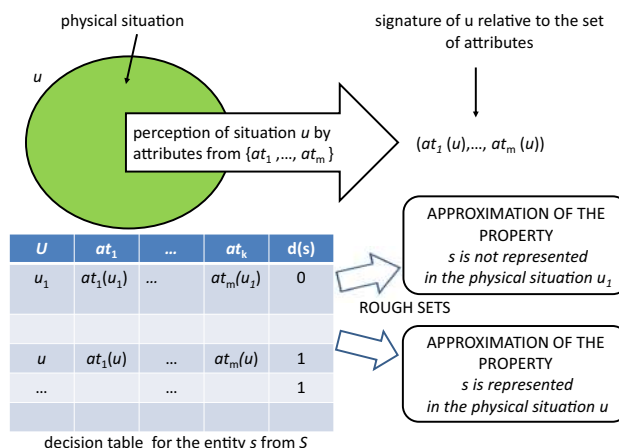 physical situation
signature of u relative to the set
of attributes
u
perception of situation u by
attributes from {at1 ,…, atm }
(at1 (u),…, atm (u))
U at1 … atk d(s)
u1 at1(u1) … atm(u1) 0
u at1(u) … atm(u) 1
… … 1
decision table for the entity s from S
ROUGH SETS
APPROXIMATION OF THE
PROPERTY
s is not represented
in the physical situation u1
APPROXIMATION OF THE
PROPERTY
s is represented
in the physical situation u